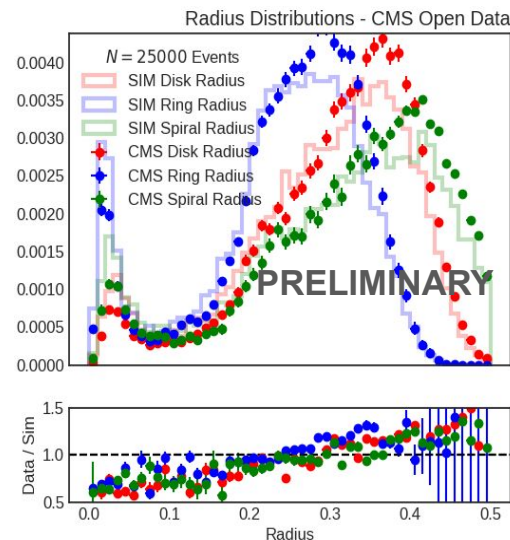 Radius Distributions - CMS Open Data
0.0040
0.0035
0.0030
0.0025
0.0020
0.0015
0.0010
0.0005
0.0000
N = 25000 Events
SIM Disk Radius
SIM Ring Radius
SIM Spiral Radius
CMS Disk Radius
CMS Ring Radius
CMS Spiral Radius
PRELIMINARY
Data / Sim
1.5
1.0
0.5
0.0 0.1 0.2 0.3 0.4 0.5
Radius